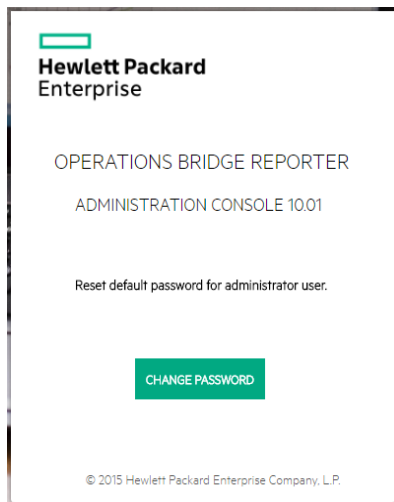 Hewlett Packard
Enterprise
OPERATIONS BRIDGE REPORTER
ADMINISTRATION CONSOLE 10.01
Reset default password for administrator user.
CHANGE PASSWORD
© 2015 Hewlett Packard Enterprise Company, L.P.